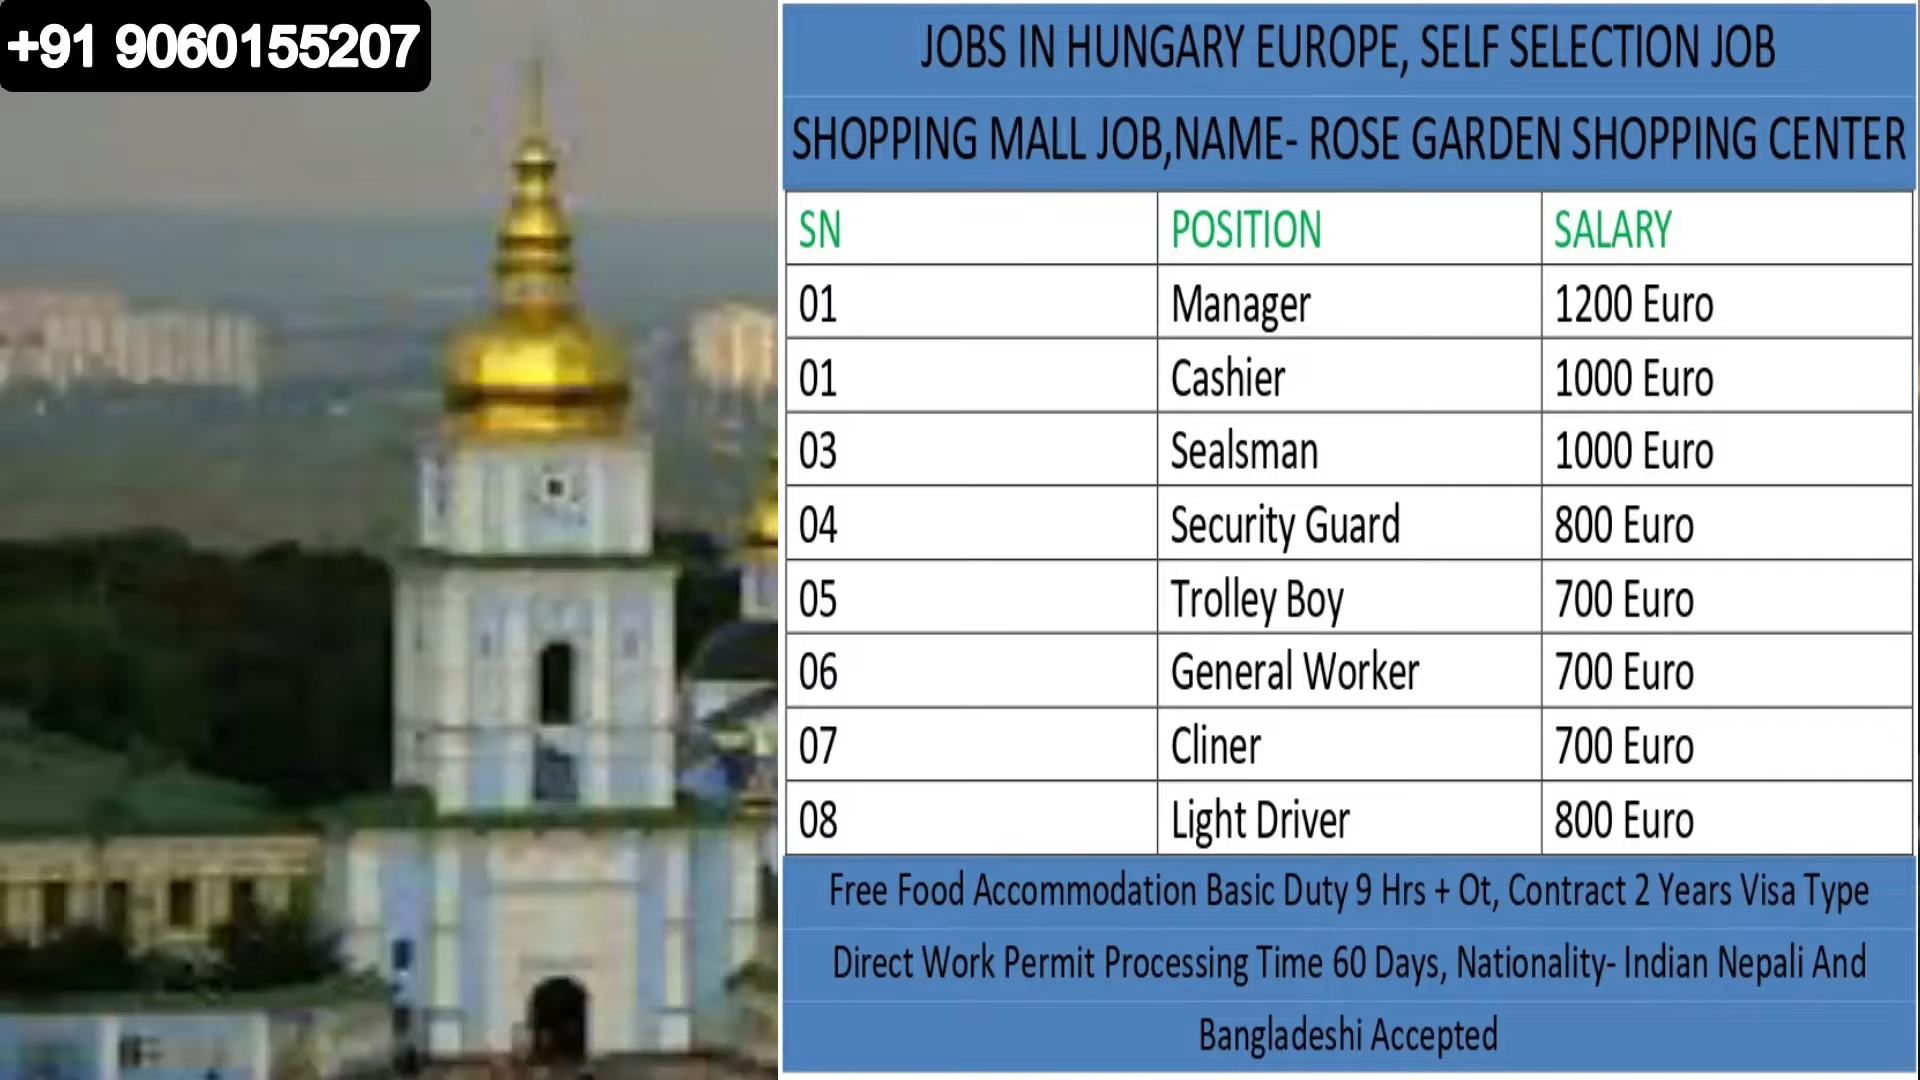 +91 9060155207
JOBS IN HUNGARY EUROPE, SELF SELECTION JOB
SHOPPING MALL JOB,NAME- ROSE GARDEN SHOPPING CENTER
SN POSITION SALARY
01 Manager 1200 Euro
01 Cashier 1000 Euro
03 Sealsman 1000 Euro
04 Security Guard 800 Euro
05 Trolley Boy 700 Euro
06 General Worker 700 Euro
07 Cliner 700 Euro
08 Light Driver 800 Euro
Free Food Accommodation Basic Duty 9 Hrs + Ot, Contract 2 Years Visa Type
Direct Work Permit Processing Time 60 Days, Nationality- Indian Nepali And
Bangladeshi Accepted